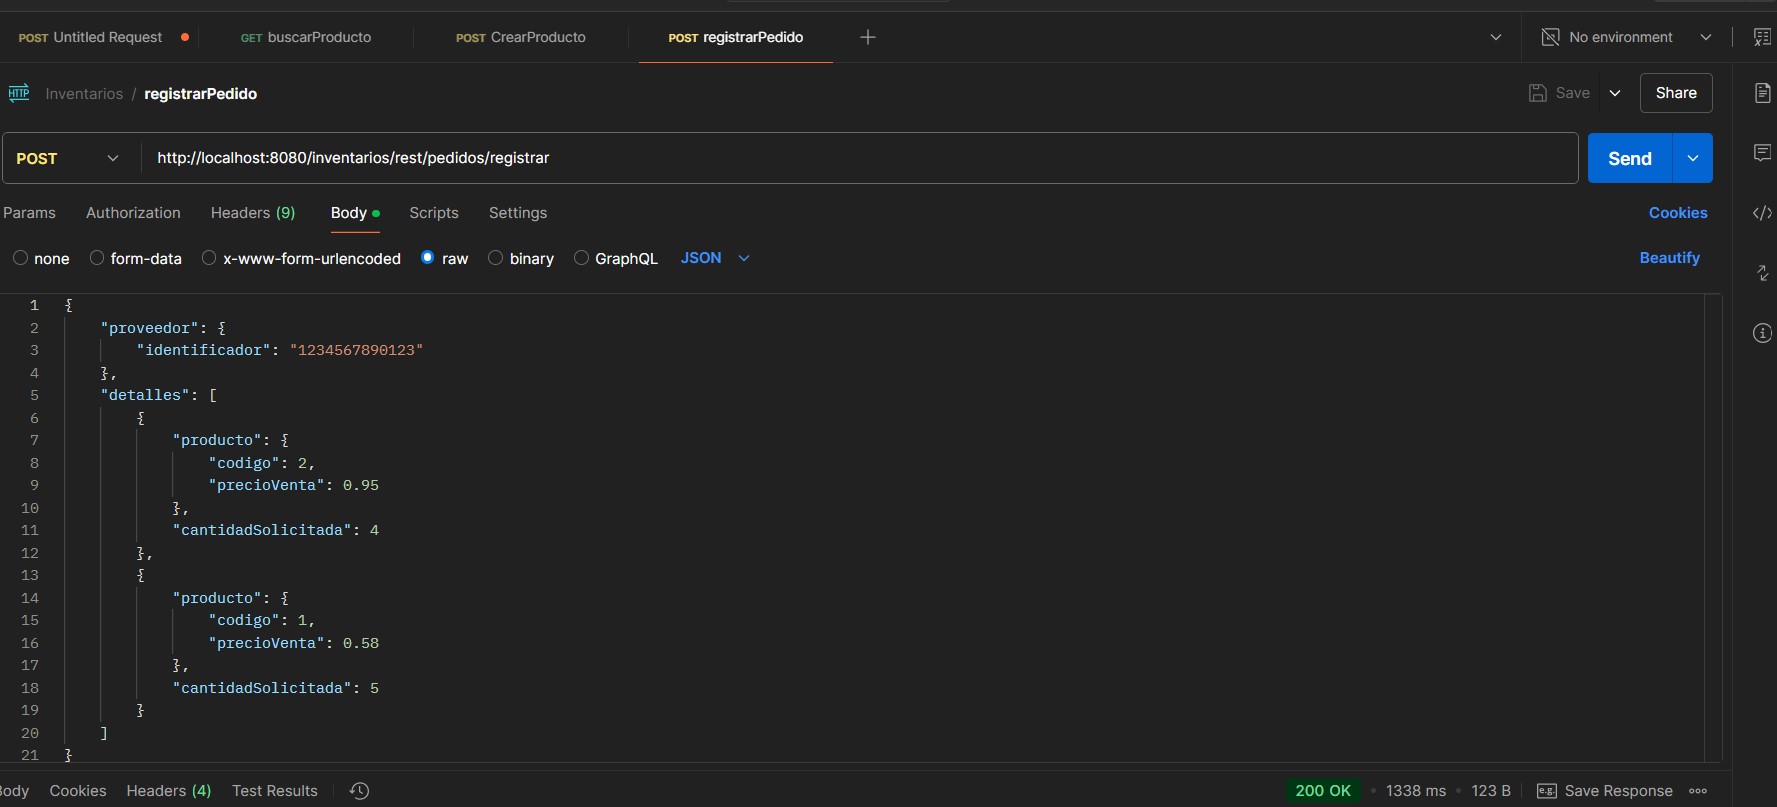 POST Untitled Request GET buscarProducto POST CrearProducto POST registrarPedido No environment
HTTP Inventarios / registrarPedido Save Share
POST http://localhost:8080/inventarios/rest/pedidos/registrar Send
Params Authorization Headers (9) Body Scripts Settings Cookies
none form-data x-www-form-urlencoded raw binary GraphQL JSON Beautify
1 {
2 "proveedor": {
3 "identificador": "1234567890123"
4 },
5 "detalles": [
6 {
7 "producto": {
8 "codigo": 2,
9 "precioVenta": 0.95
10 },
11 "cantidadSolicitada": 4
12 },
13 {
14 "producto": {
15 "codigo": 1,
16 "precioVenta": 0.58
17 },
18 "cantidadSolicitada": 5
19 }
20 ]
21 }
Body Cookies Headers (4) Test Results 200 OK • 1338 ms • 123 B e.g. Save Response